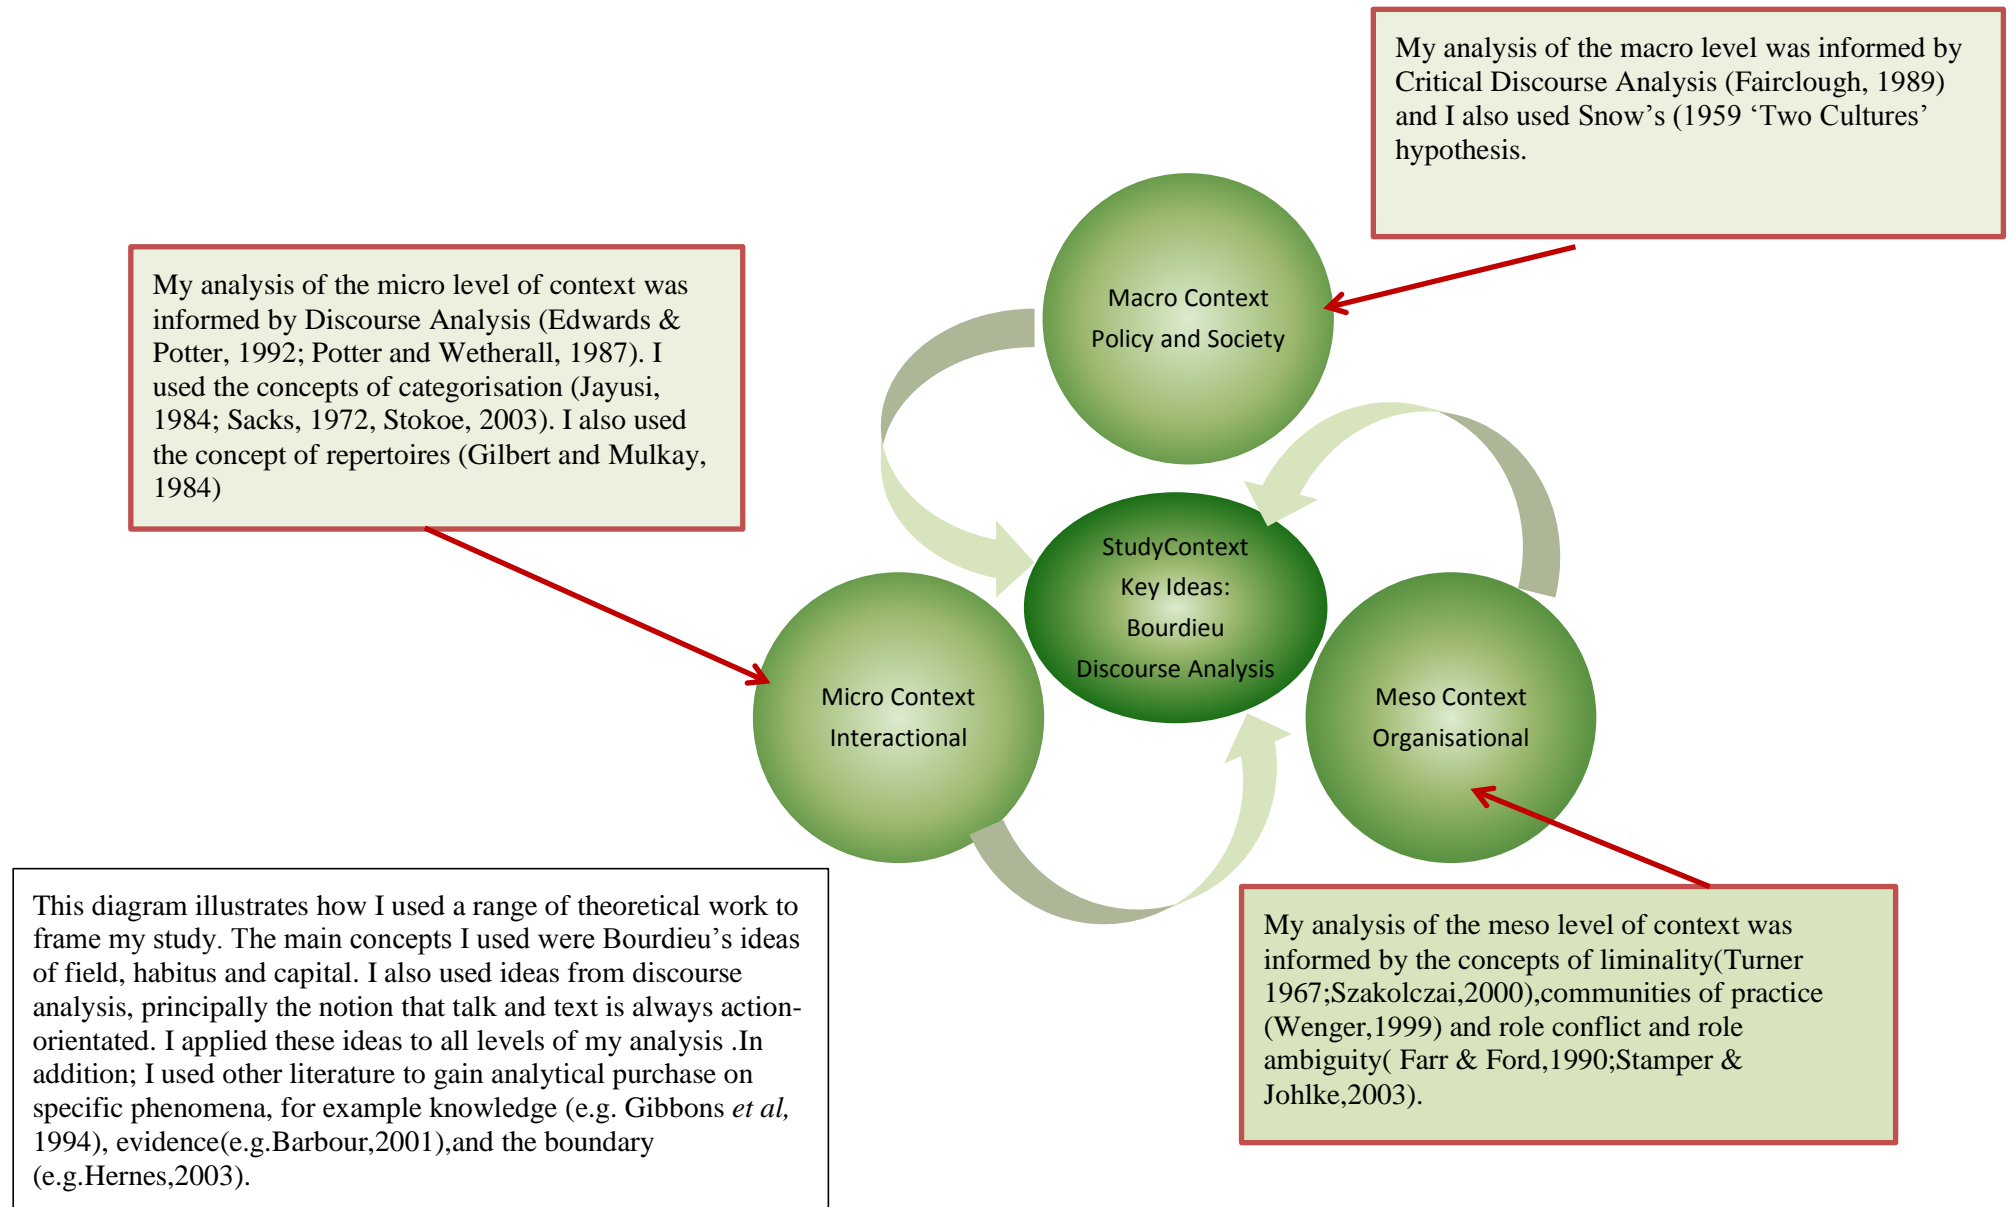 My analysis of the macro level was informed by
Critical Discourse Analysis (Fairclough, 1989)
and I also used Snow’s (1959 ‘Two Cultures’
hypothesis.
Macro Context
Policy and Society
My analysis of the micro level of context was
informed by Discourse Analysis (Edwards &
Potter, 1992; Potter and Wetherall, 1987). I
used the concepts of categorisation (Jayusi,
1984; Sacks, 1972, Stokoe, 2003). I also used
the concept of repertoires (Gilbert and Mulkay,
1984)
StudyContext
Key Ideas:
Bourdieu
Discourse Analysis
Micro Context
Interactional
Meso Context
Organisational
This diagram illustrates how I used a range of theoretical work to
frame my study. The main concepts I used were Bourdieu’s ideas
of field, habitus and capital. I also used ideas from discourse
analysis, principally the notion that talk and text is always action-
orientated. I applied these ideas to all levels of my analysis .In
addition; I used other literature to gain analytical purchase on
specific phenomena, for example knowledge (e.g. Gibbons et al,
1994), evidence(e.g.Barbour,2001),and the boundary
(e.g.Hernes,2003).
My analysis of the meso level of context was
informed by the concepts of liminality(Turner
1967;Szakolczai,2000),communities of practice
(Wenger,1999) and role conflict and role
ambiguity( Farr & Ford,1990;Stamper &
Johlke,2003).